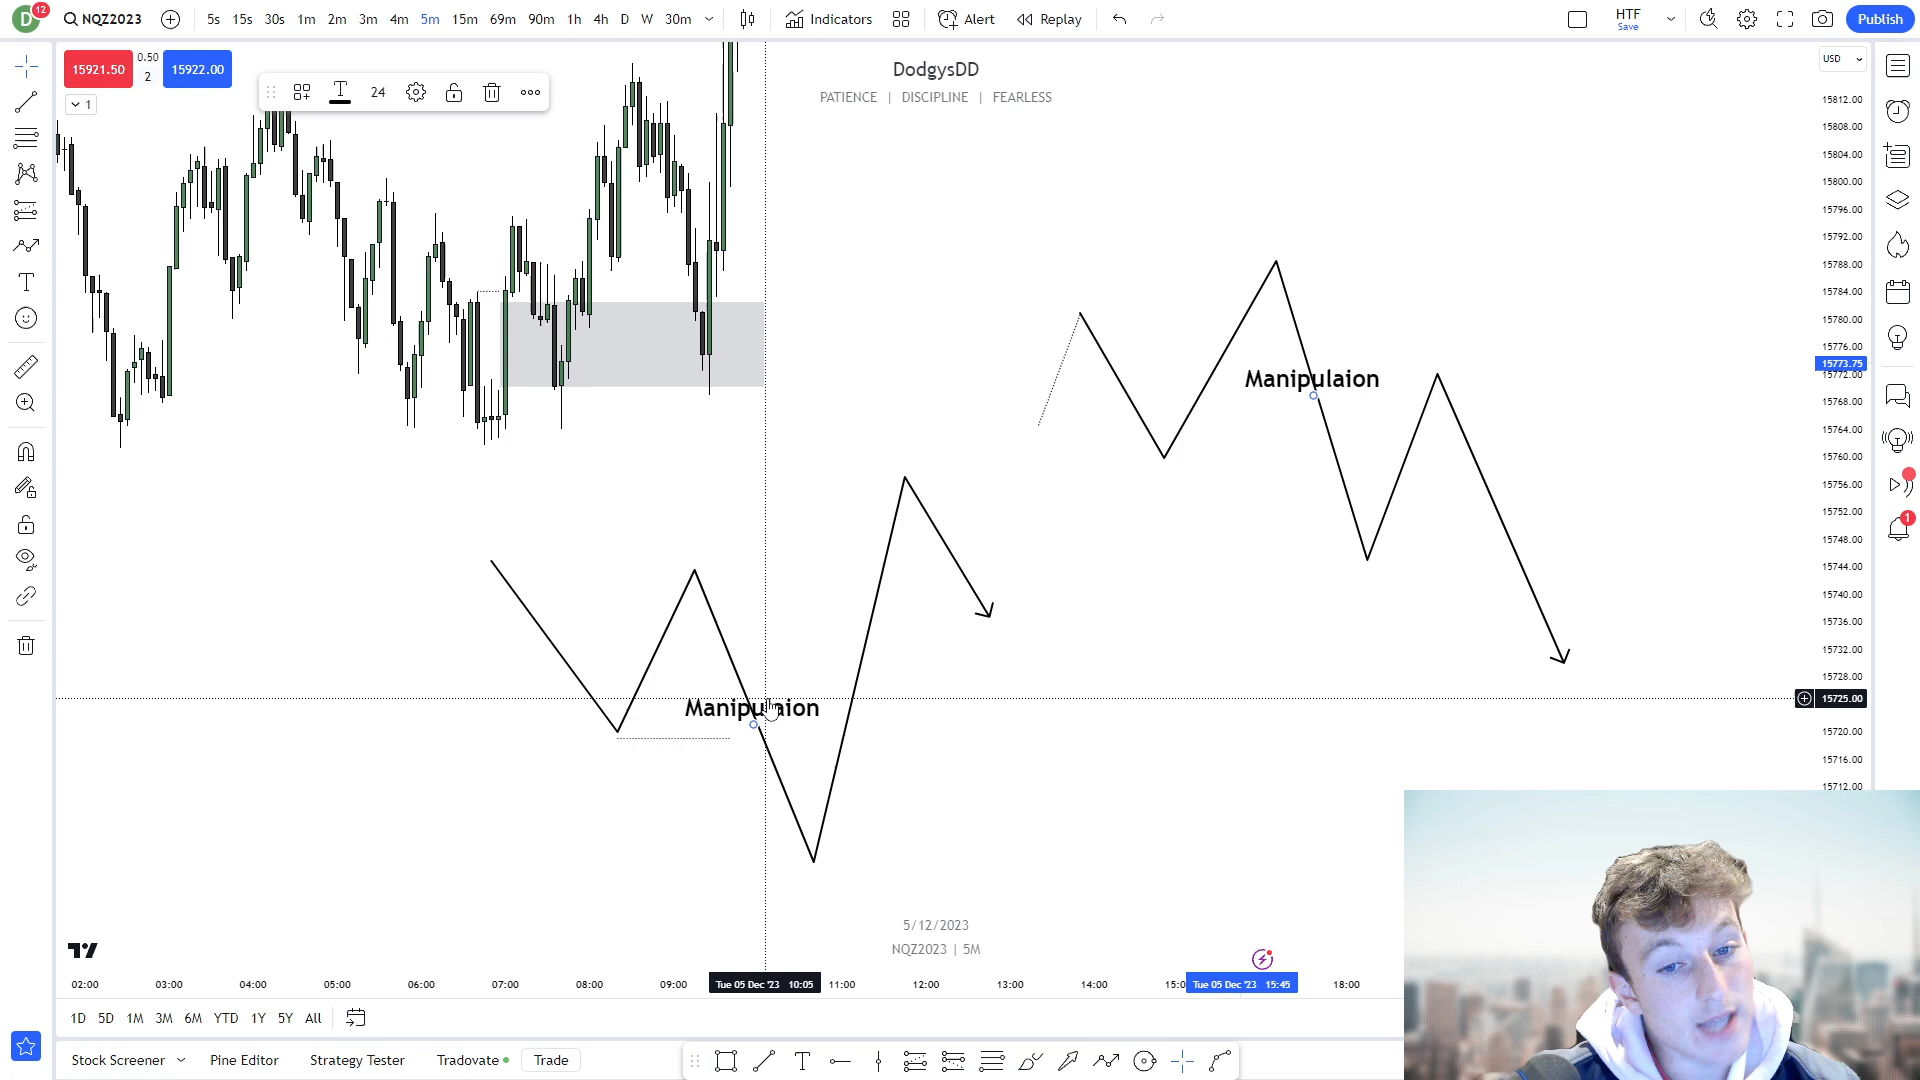 D 12 NQZ2023 5s 15s 30s 1m 2m 3m 4m 5m 15m 69m 90m 1h 4h D W 30m Indicators Alert Replay HTF Save Publish
15921.50 0.50 2 15922.00
1
24
DodgysDD
PATIENCE | DISCIPLINE | FEARLESS
USD
15812.00
15808.00
15804.00
15800.00
15796.00
15792.00
15788.00
15784.00
15780.00
15776.00
15773.75
15772.00
15768.00
15764.00
15760.00
15756.00
15752.00
15748.00
15744.00
15740.00
15736.00
15732.00
15728.00
15725.00
15720.00
15716.00
15712.00
1
Manipulaion
Manipulaion
5/12/2023
NQZ2023 | 5M
02:00 03:00 04:00 05:00 06:00 07:00 08:00 09:00 Tue 05 Dec '23 10:05 11:00 12:00 13:00 14:00 15:0 Tue 05 Dec '23 15:45 18:00
1D 5D 1M 3M 6M YTD 1Y 5Y All
Stock Screener Pine Editor Strategy Tester Tradovate Trade